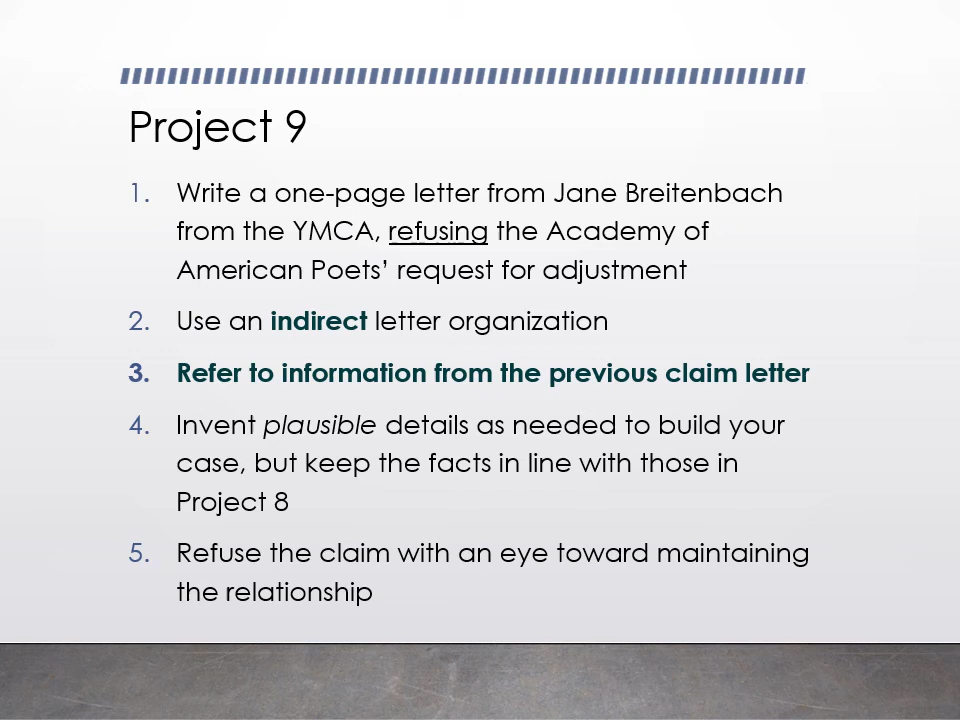 Project 9
1. Write a one-page letter from Jane Breitenbach
from the YMCA, refusing the Academy of
American Poets’ request for adjustment
2. Use an indirect letter organization
3. Refer to information from the previous claim letter
4. Invent plausible details as needed to build your
case, but keep the facts in line with those in
Project 8
5. Refuse the claim with an eye toward maintaining
the relationship